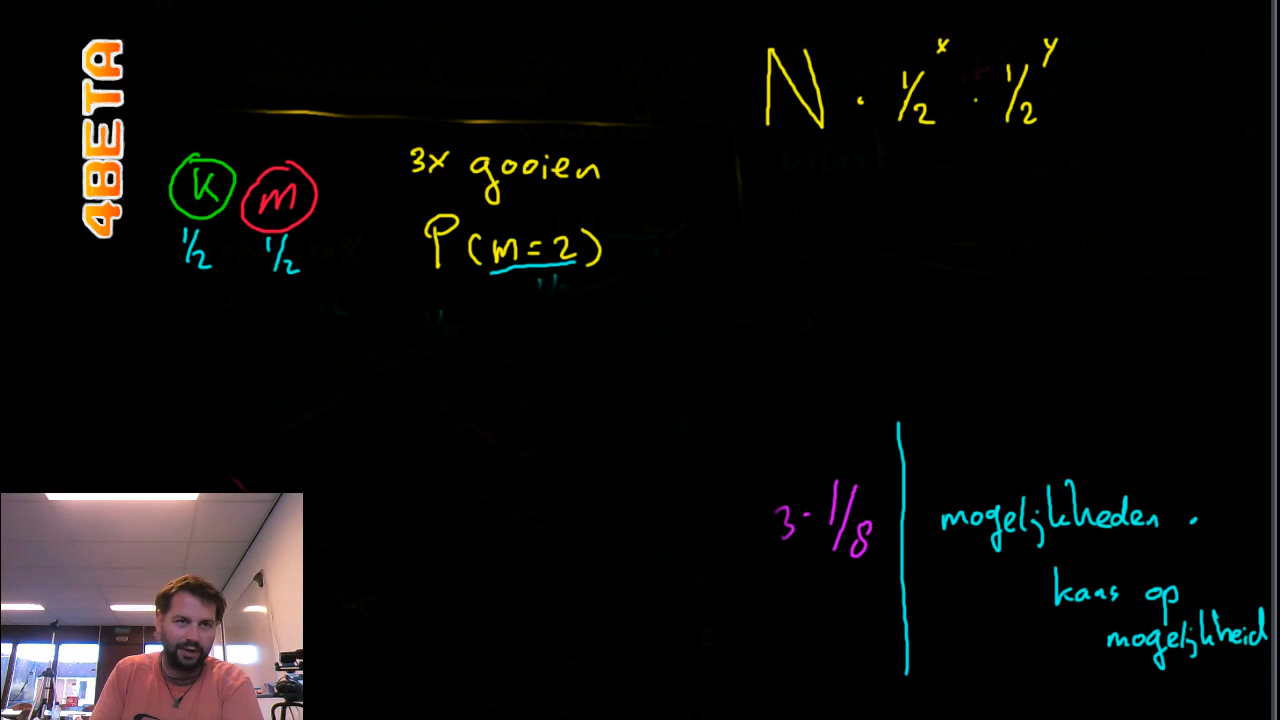 4BETA
N · 1/2^x · 1/2^y
K m
1/2 1/2
3x gooien
P (m = 2)
3 · 1/8
mogelijkheden ·
kans op
mogelijkheid